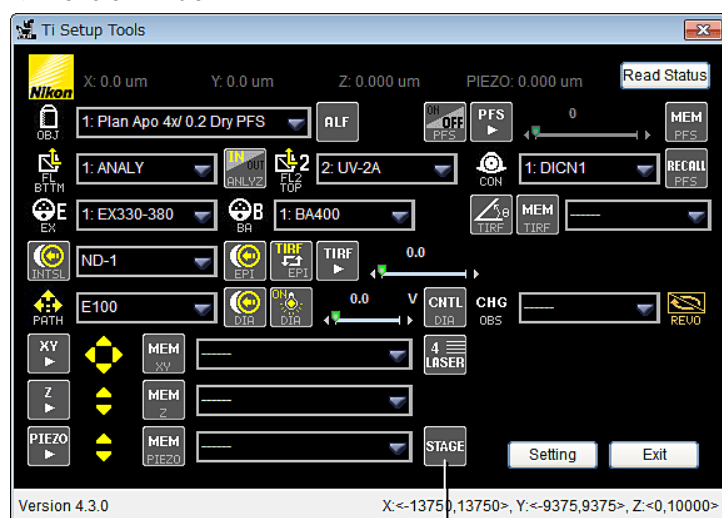 Ti Setup Tools
Nikon X: 0.0 um Y: 0.0 um Z: 0.000 um PIEZO: 0.000 um Read Status
OBJ 1: Plan Apo 4x/ 0.2 Dry PFS ALF ON OFF PFS PFS 0 MEM PFS
FL BTTM 1: ANALY IN OUT ANLYZ 2 FL2 TOP 2: UV-2A CON 1: DICN1 RECALL PFS
E EX 1: EX330-380 B BA 1: BA400 θ TIRF MEM TIRF -----
INTSL ND-1 EPI TIRF EPI TIRF 0.0
PATH E100 DIA ON DIA 0.0 V CNTL DIA CHG OBS ----- REVO
XY MEM XY ----- 4 LASER
Z MEM Z -----
PIEZO MEM PIEZO ----- STAGE Setting Exit
Version 4.3.0 X:<-13750,13750>, Y:<-9375,9375>, Z:<0,10000>